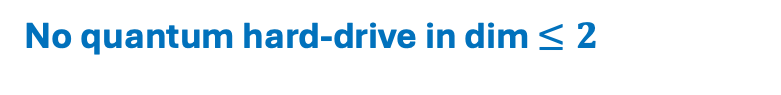 No quantum hard-drive in dim ≤ 2